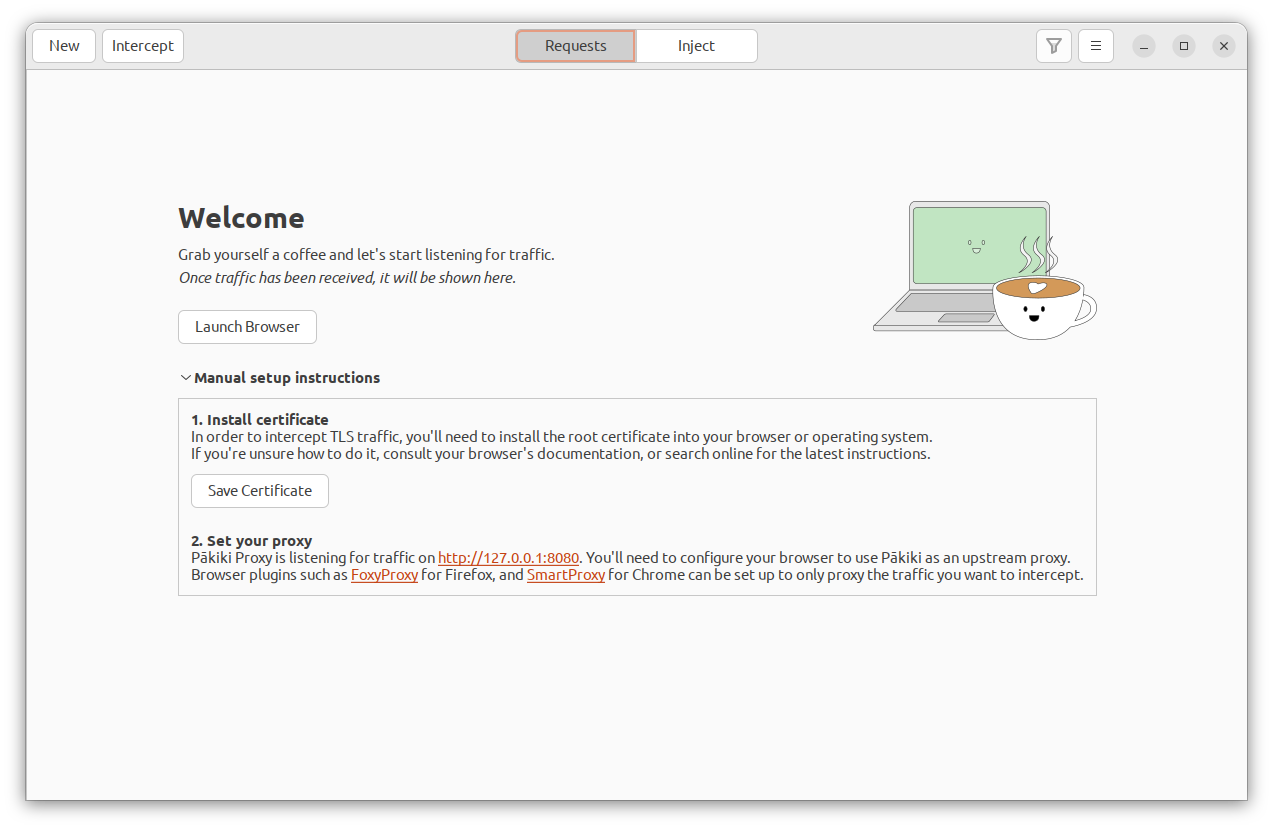 New
Intercept
Requests
Inject
Welcome
Grab yourself a coffee and let's start listening for traffic.
Once traffic has been received, it will be shown here.
Launch Browser
Manual setup instructions
1. Install certificate
In order to intercept TLS traffic, you'll need to install the root certificate into your browser or operating system.
If you're unsure how to do it, consult your browser's documentation, or search online for the latest instructions.
Save Certificate
2. Set your proxy
Pākiki Proxy is listening for traffic on http://127.0.0.1:8080. You'll need to configure your browser to use Pākiki as an upstream proxy.
Browser plugins such as FoxyProxy for Firefox, and SmartProxy for Chrome can be set up to only proxy the traffic you want to intercept.